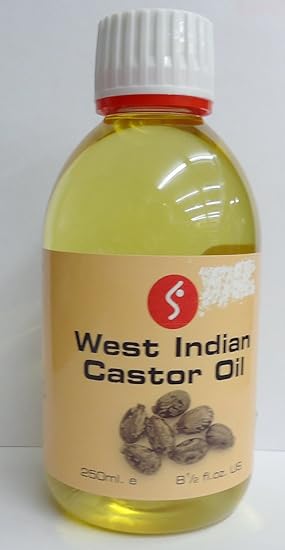 West Indian
Castor Oil
250ml. e 8½ fl.oz. US